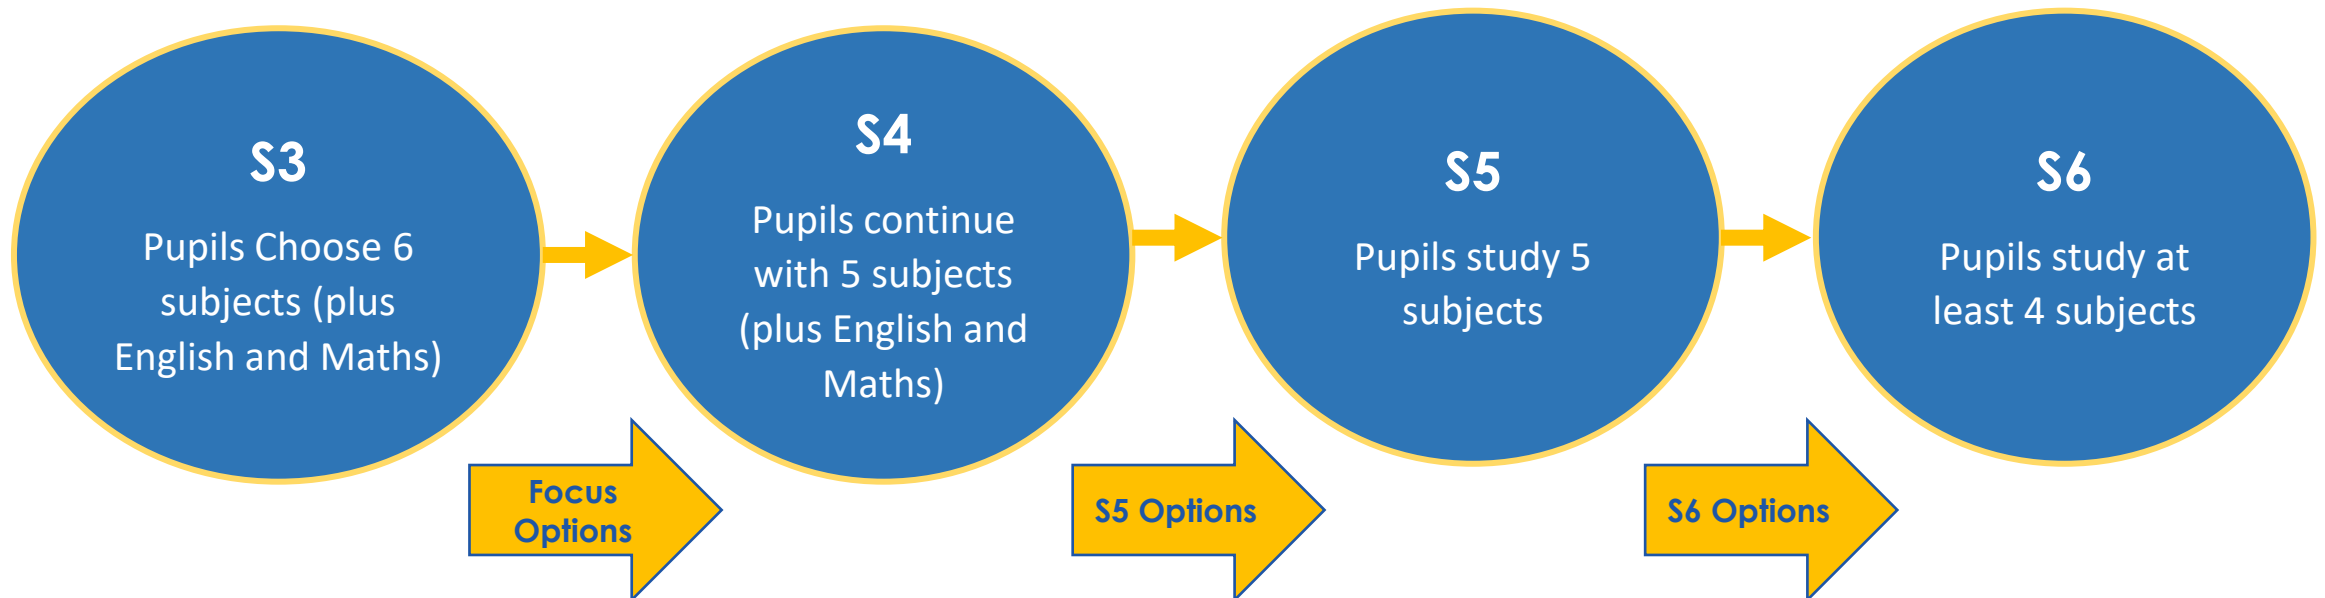 S3
Pupils Choose 6
subjects (plus
English and Maths)
S4
Pupils continue
with 5 subjects
(plus English and
Maths)
S5
Pupils study 5
subjects
S6
Pupils study at
least 4 subjects
Focus
Options
S5 Options
S6 Options